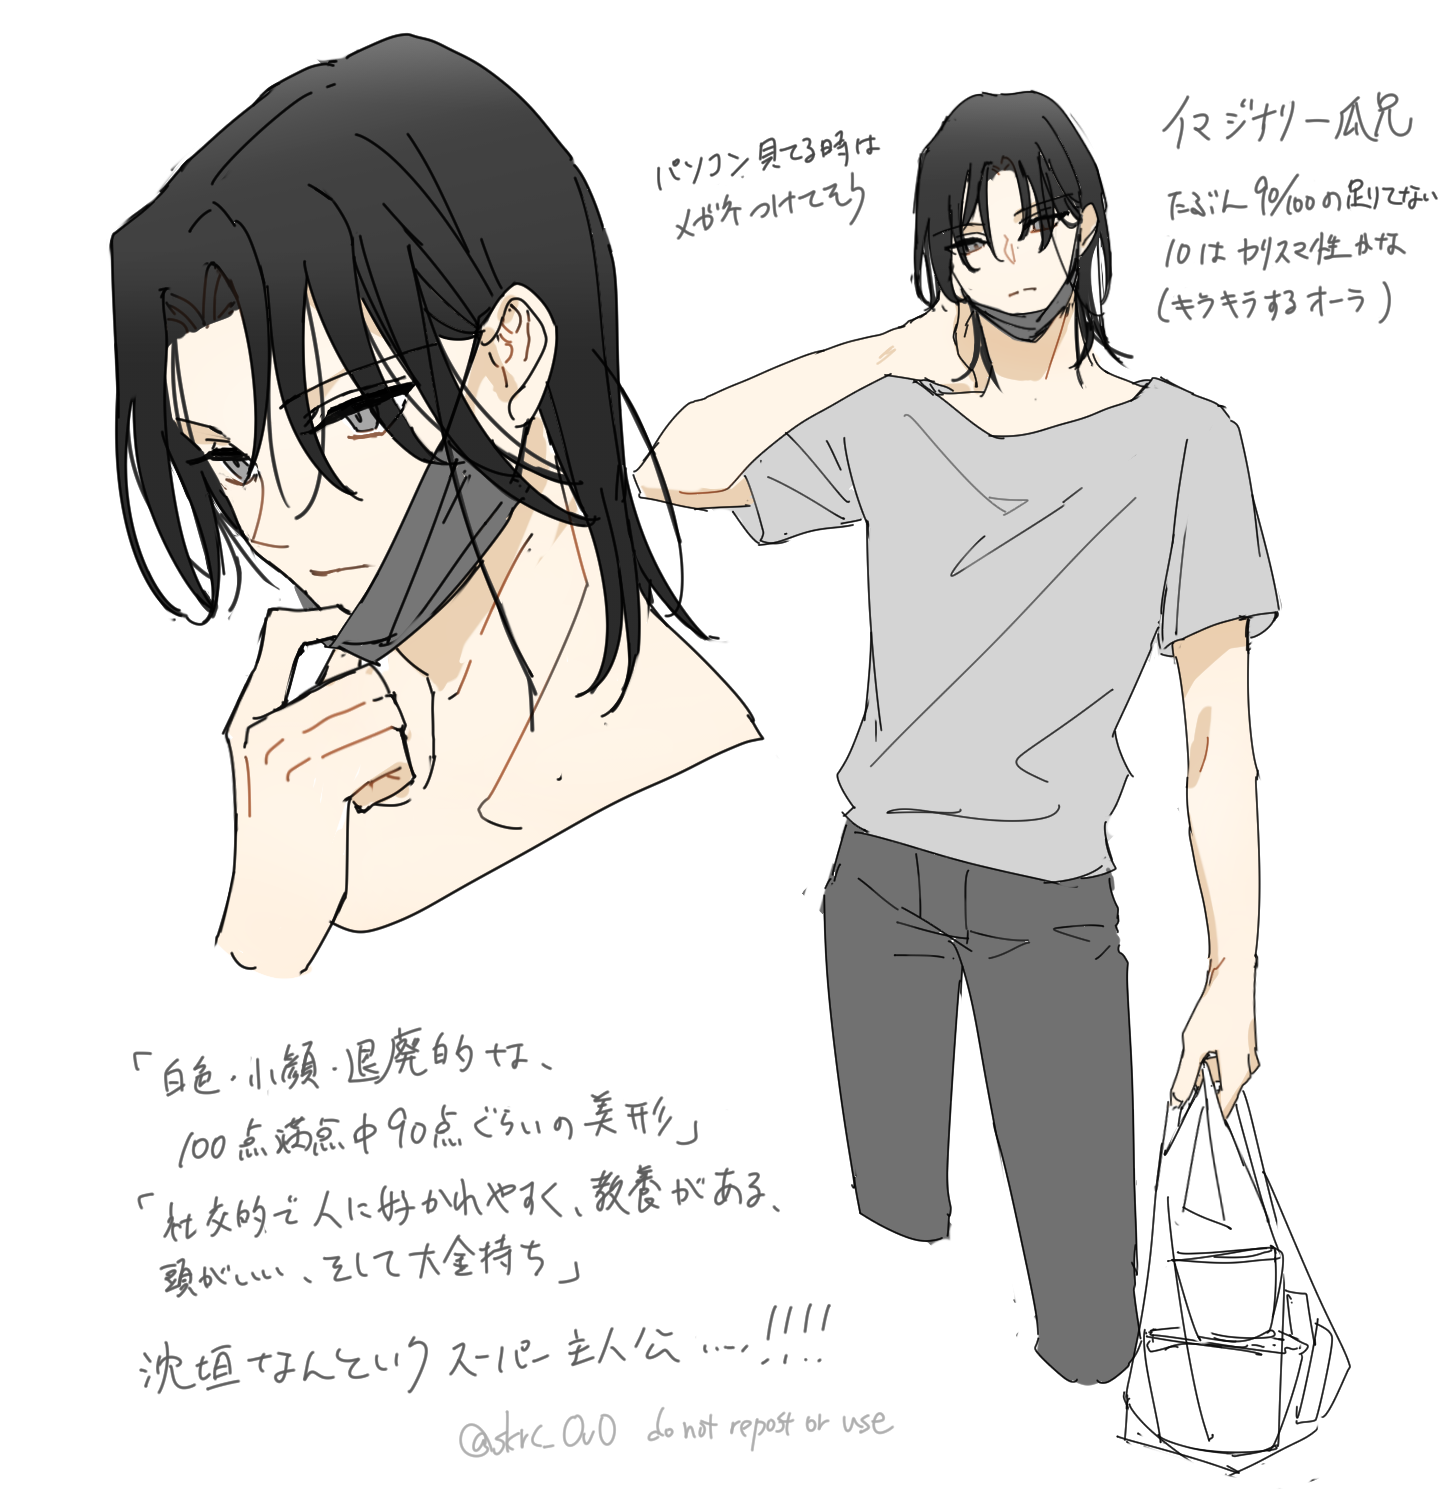 パソコン見てる時は
メガネつけてそう
イマジナリー瓜兄
たぶん90/100の足りてない
10はカリスマ性かな
(キラキラするオーラ)
「白色・小顔・退廃的な、
100点満点中90点ぐらいの美形」
「社交的で人に好かれやすく、教養がある、
頭がいい、そして大金持ち」
沈垣なんというスーパー主人公……!!!!
@skrc_0v0 do not repost or use